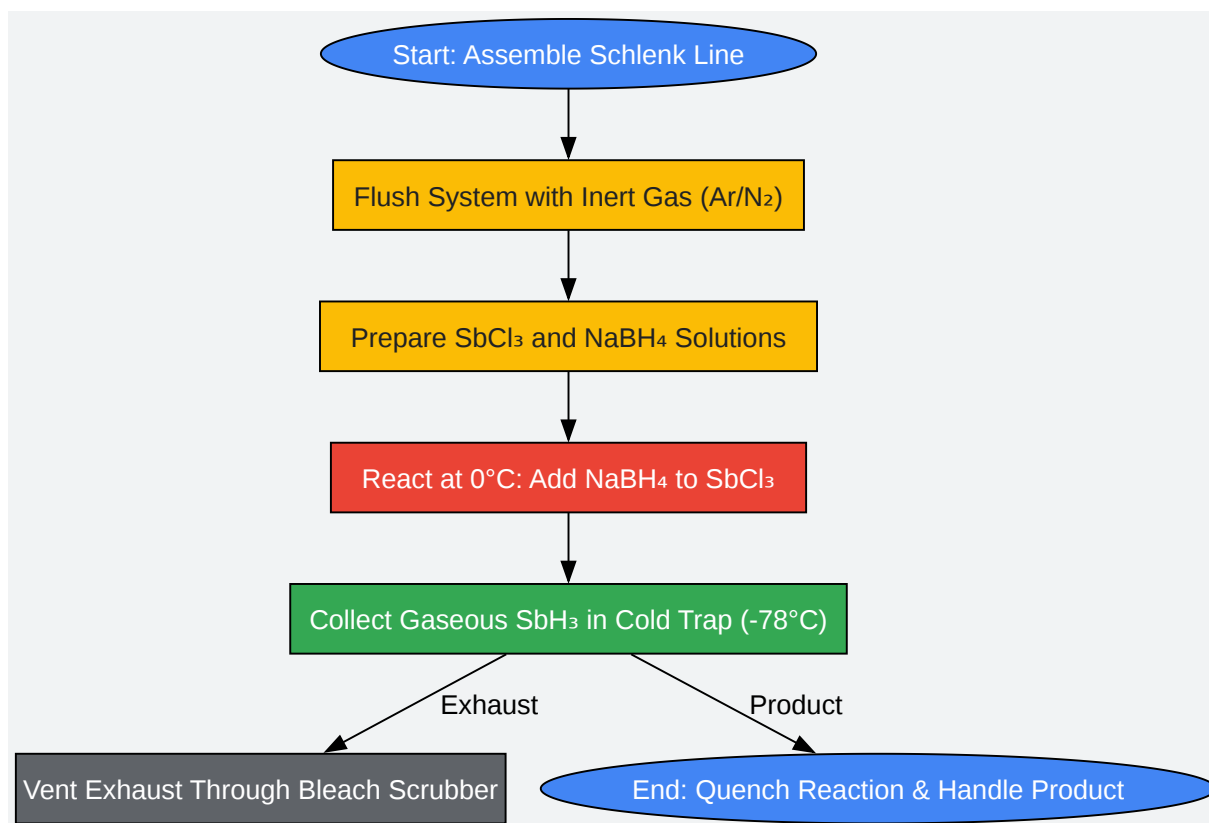 Start: Assemble Schlenk Line
Flush System with Inert Gas (Ar/N₂)
Prepare SbCl₃ and NaBH₄ Solutions
React at 0°C: Add NaBH₄ to SbCl₃
Collect Gaseous SbH₃ in Cold Trap (-78°C)
Exhaust
Product
Vent Exhaust Through Bleach Scrubber
End: Quench Reaction & Handle Product